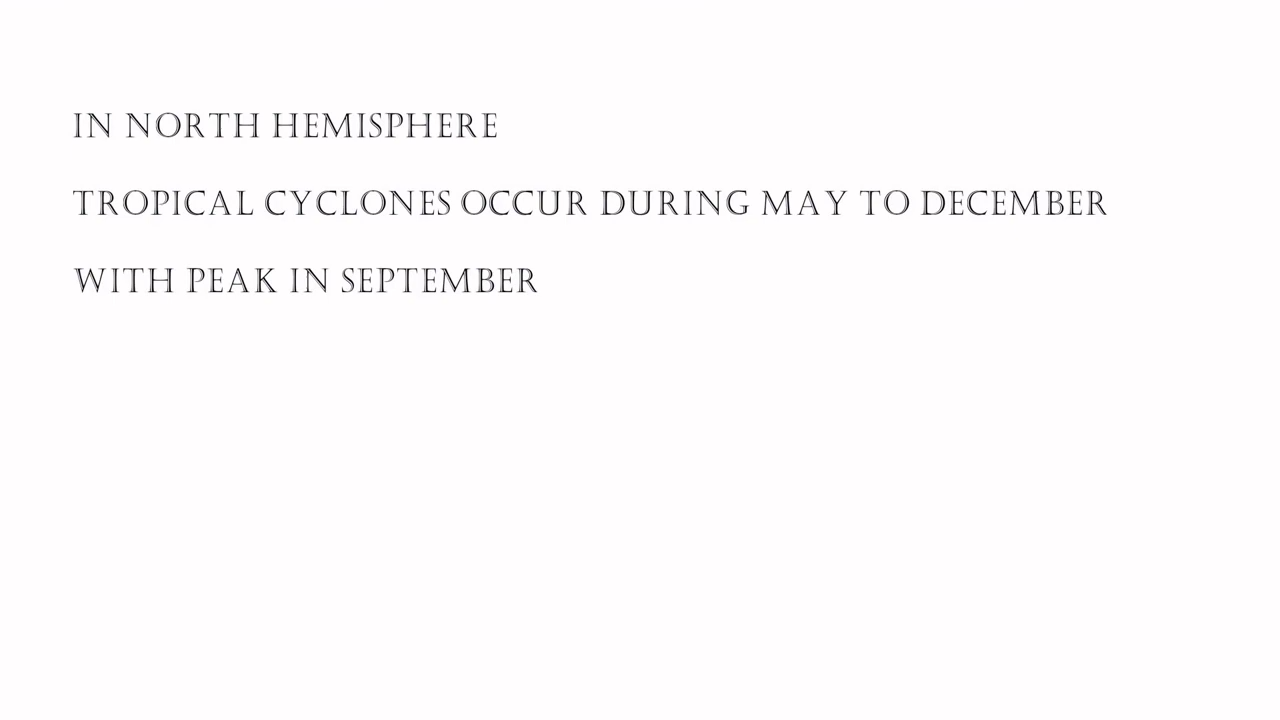 IN NORTH HEMISPHERE
TROPICAL CYCLONES OCCUR DURING MAY TO DECEMBER
WITH PEAK IN SEPTEMBER